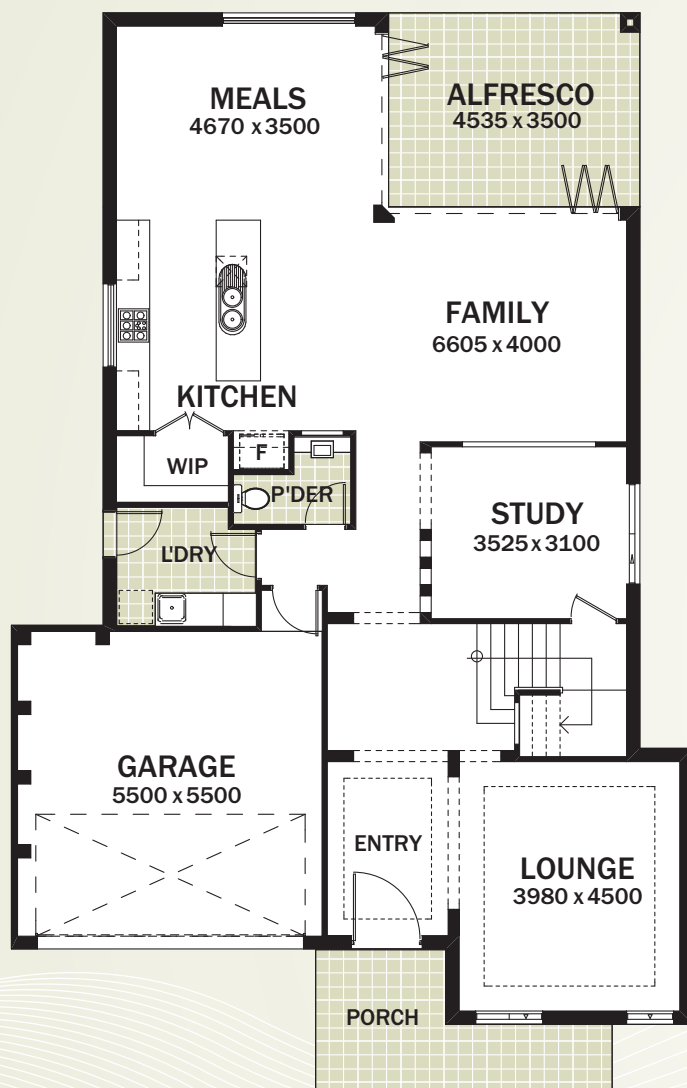 MEALS
4670 x 3500
ALFRESCO
4535 x 3500
FAMILY
6605 x 4000
KITCHEN
WIP
F
P'DER
STUDY
3525 x 3100
L'DRY
GARAGE
5500 x 5500
ENTRY
LOUNGE
3980 x 4500
PORCH